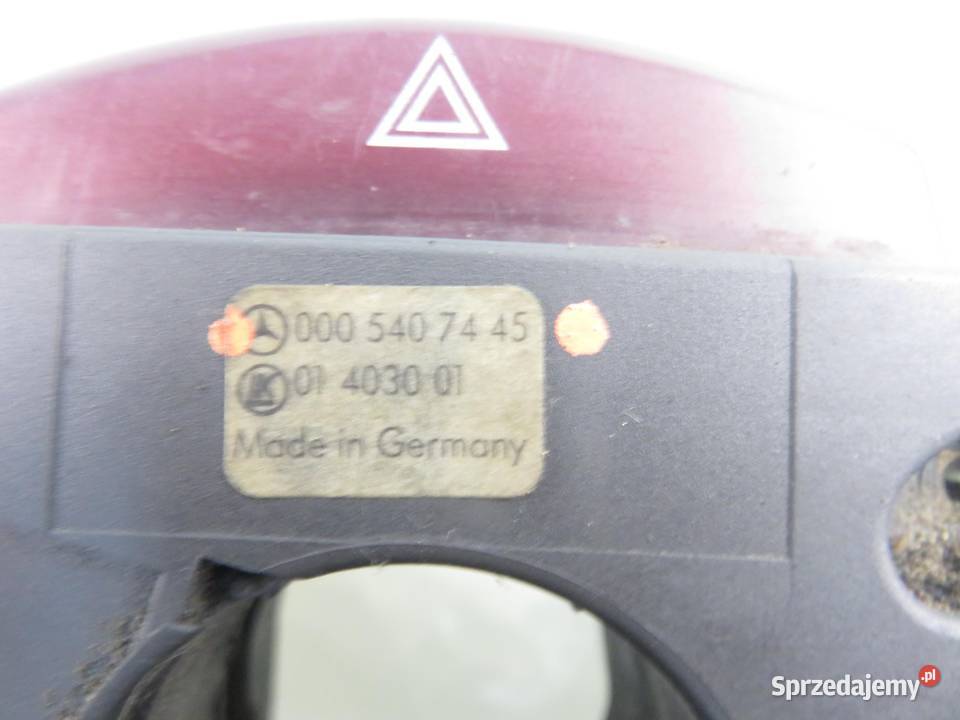 000 540 74 45
01 4030 01
Made in Germany
Sprzedajemy.pl